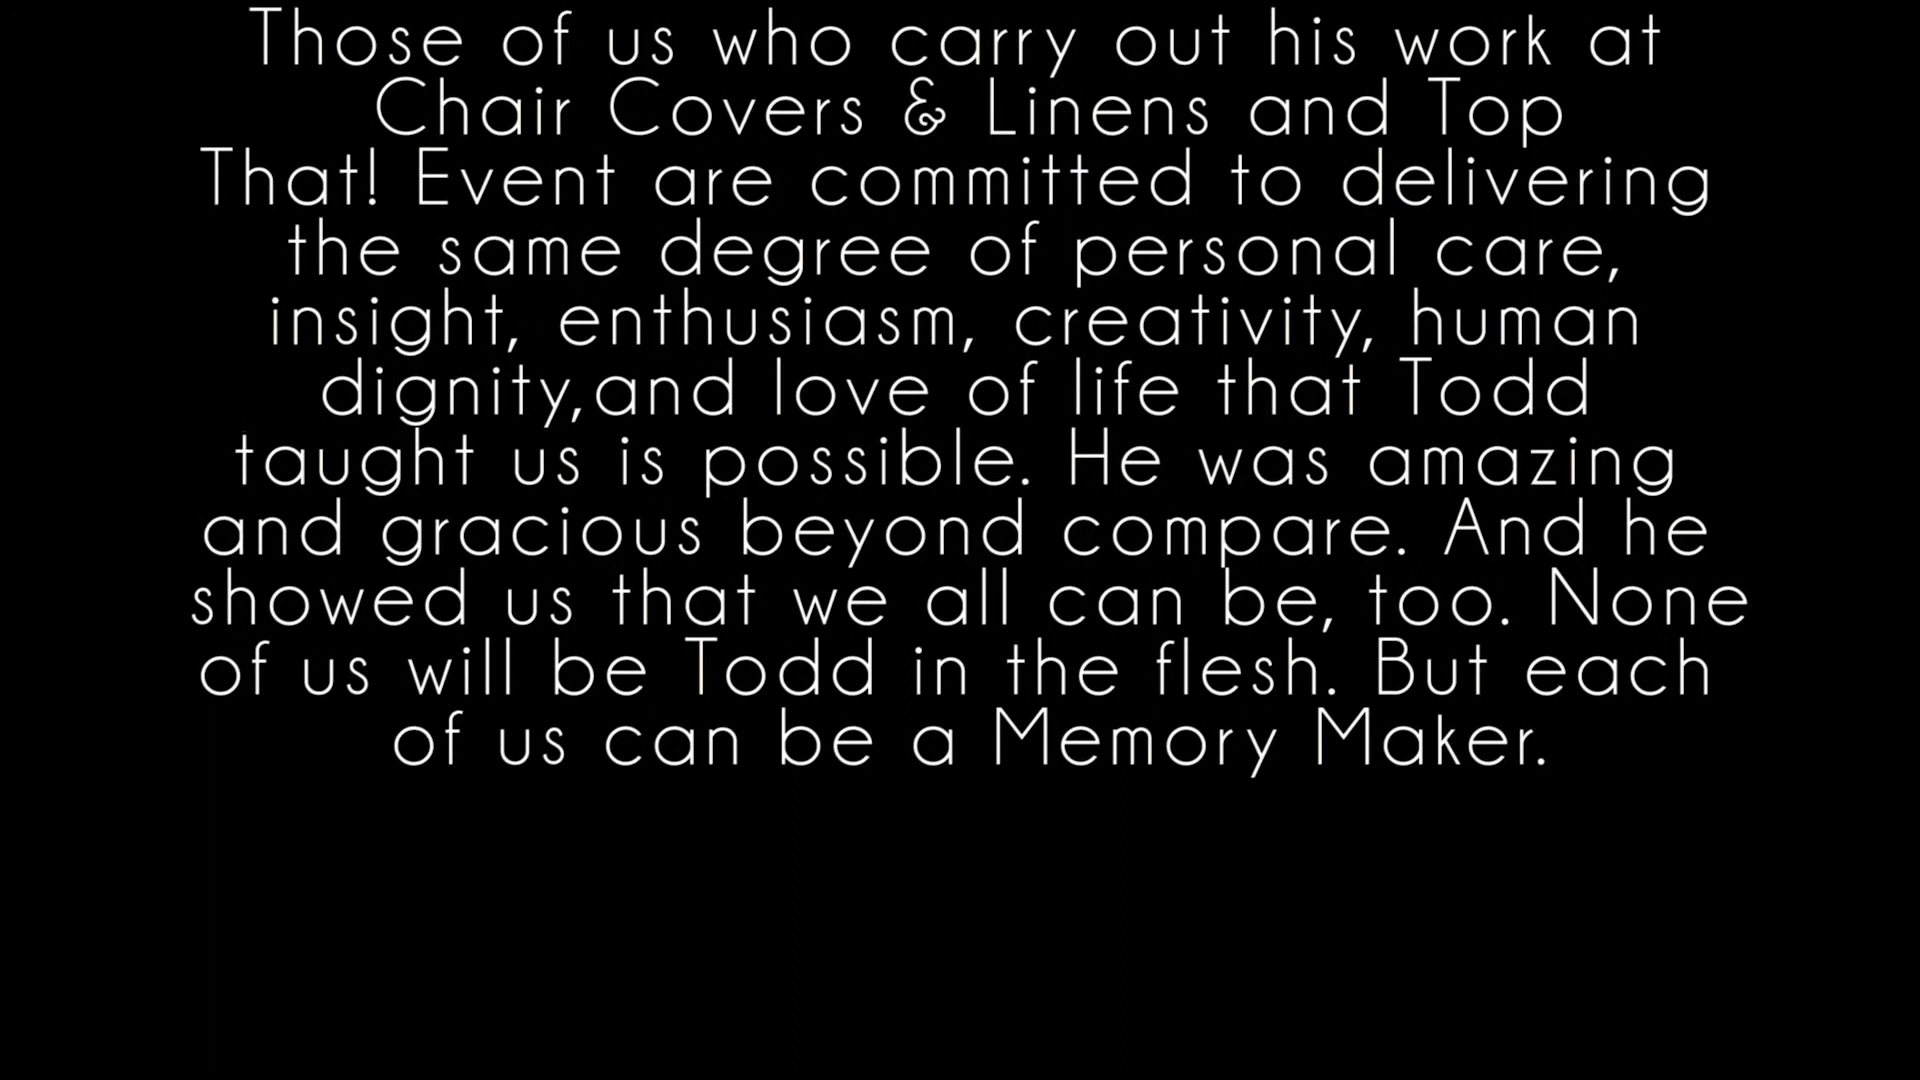 Those of us who carry out his work at
Chair Covers & Linens and Top
That! Event are committed to delivering
the same degree of personal care,
insight, enthusiasm, creativity, human
dignity,and love of life that Todd
taught us is possible. He was amazing
and gracious beyond compare. And he
showed us that we all can be, too. None
of us will be Todd in the flesh. But each
of us can be a Memory Maker.